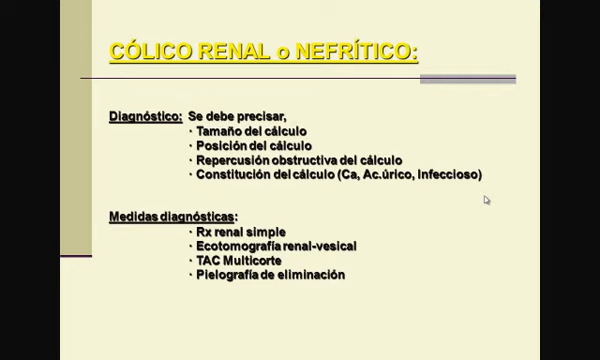 CÓLICO RENAL o NEFRÍTICO:
Diagnóstico: Se debe precisar,
· Tamaño del cálculo
· Posición del cálculo
· Repercusión obstructiva del cálculo
· Constitución del cálculo (Ca, Ac.úrico, Infeccioso)
Medidas diagnósticas:
· Rx renal simple
· Ecotomografía renal-vesical
· TAC Multicorte
· Pielografía de eliminación